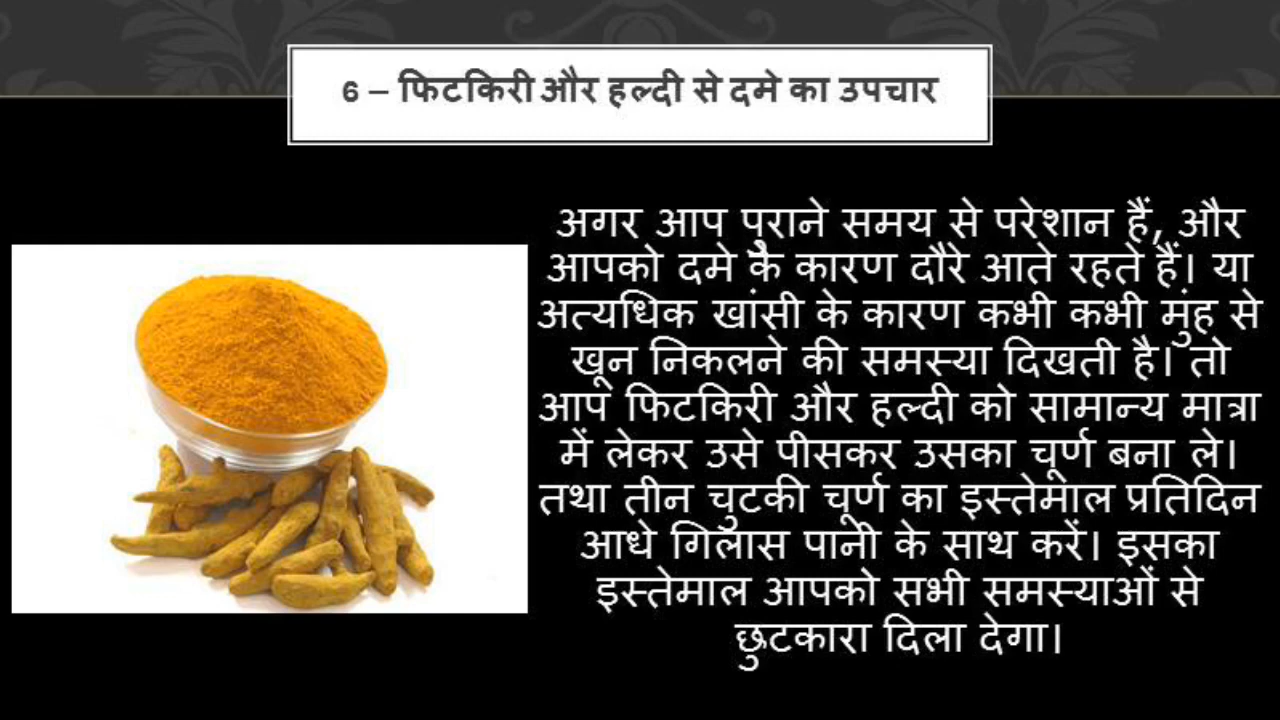 6 – फिटकिरी और हल्दी से दमे का उपचार
अगर आप पुराने समय से परेशान हैं, और
आपको दमे के कारण दौरे आते रहते हैं। या
अत्यधिक खांसी के कारण कभी कभी मुंह से
खून निकलने की समस्या दिखती है। तो
आप फिटकिरी और हल्दी को सामान्य मात्रा
में लेकर उसे पीसकर उसका चूर्ण बना ले।
तथा तीन चुटकी चूर्ण का इस्तेमाल प्रतिदिन
आधे गिलास पानी के साथ करें। इसका
इस्तेमाल आपको सभी समस्याओं से
छुटकारा दिला देगा।